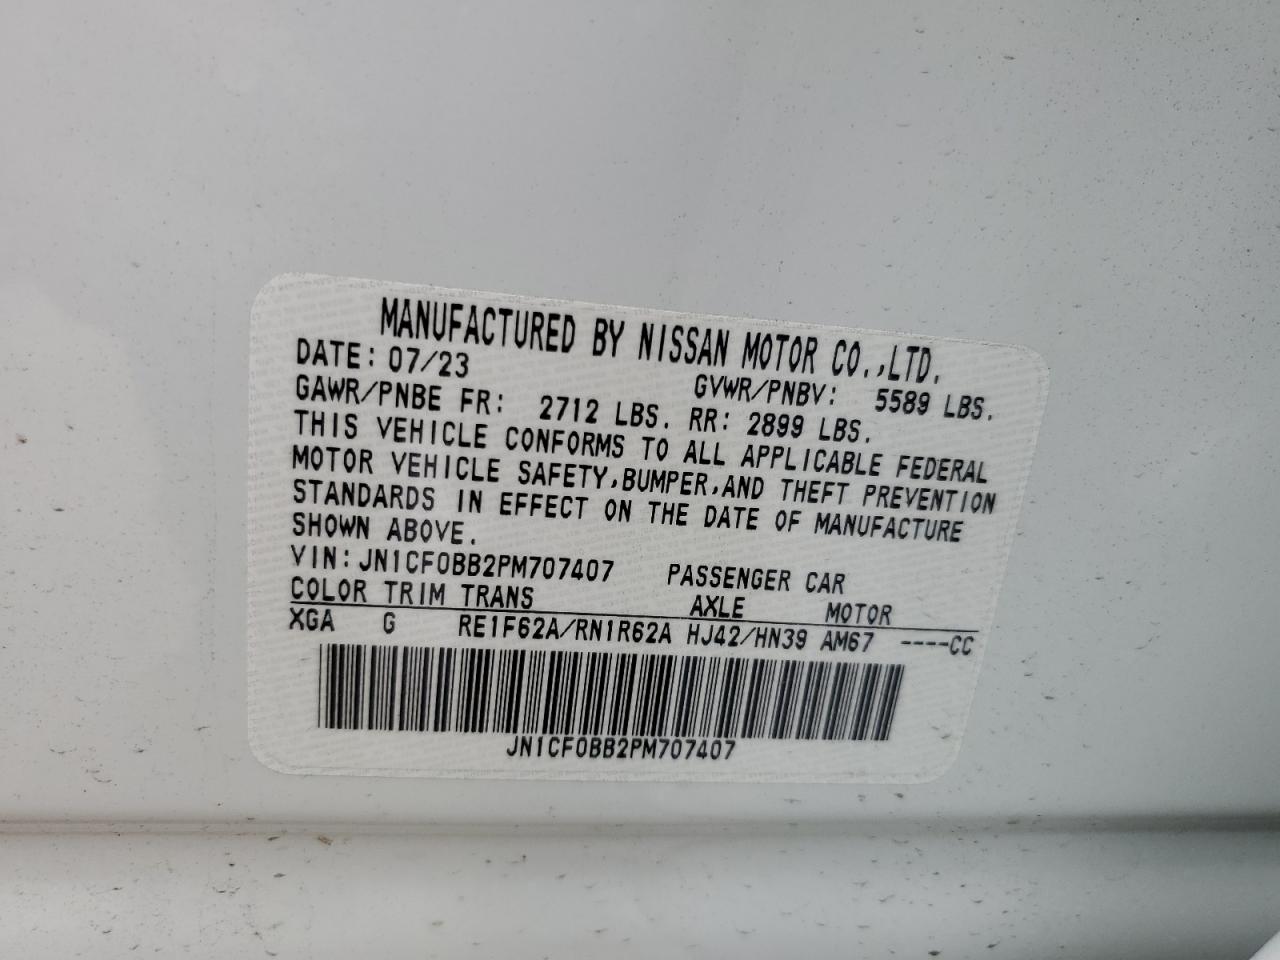 MANUFACTURED BY NISSAN MOTOR CO.,LTD.
DATE: 07/23 GVWR/PNBV: 5589 LBS.
GAWR/PNBE FR: 2712 LBS. RR: 2899 LBS.
THIS VEHICLE CONFORMS TO ALL APPLICABLE FEDERAL
MOTOR VEHICLE SAFETY,BUMPER,AND THEFT PREVENTION
STANDARDS IN EFFECT ON THE DATE OF MANUFACTURE
SHOWN ABOVE.
VIN:JN1CF0BB2PM707407 PASSENGER CAR
COLOR TRIM TRANS AXLE MOTOR
XGA G RE1F62A/RN1R62A HJ42/HN39 AM67 ----CC
JN1CF0BB2PM707407